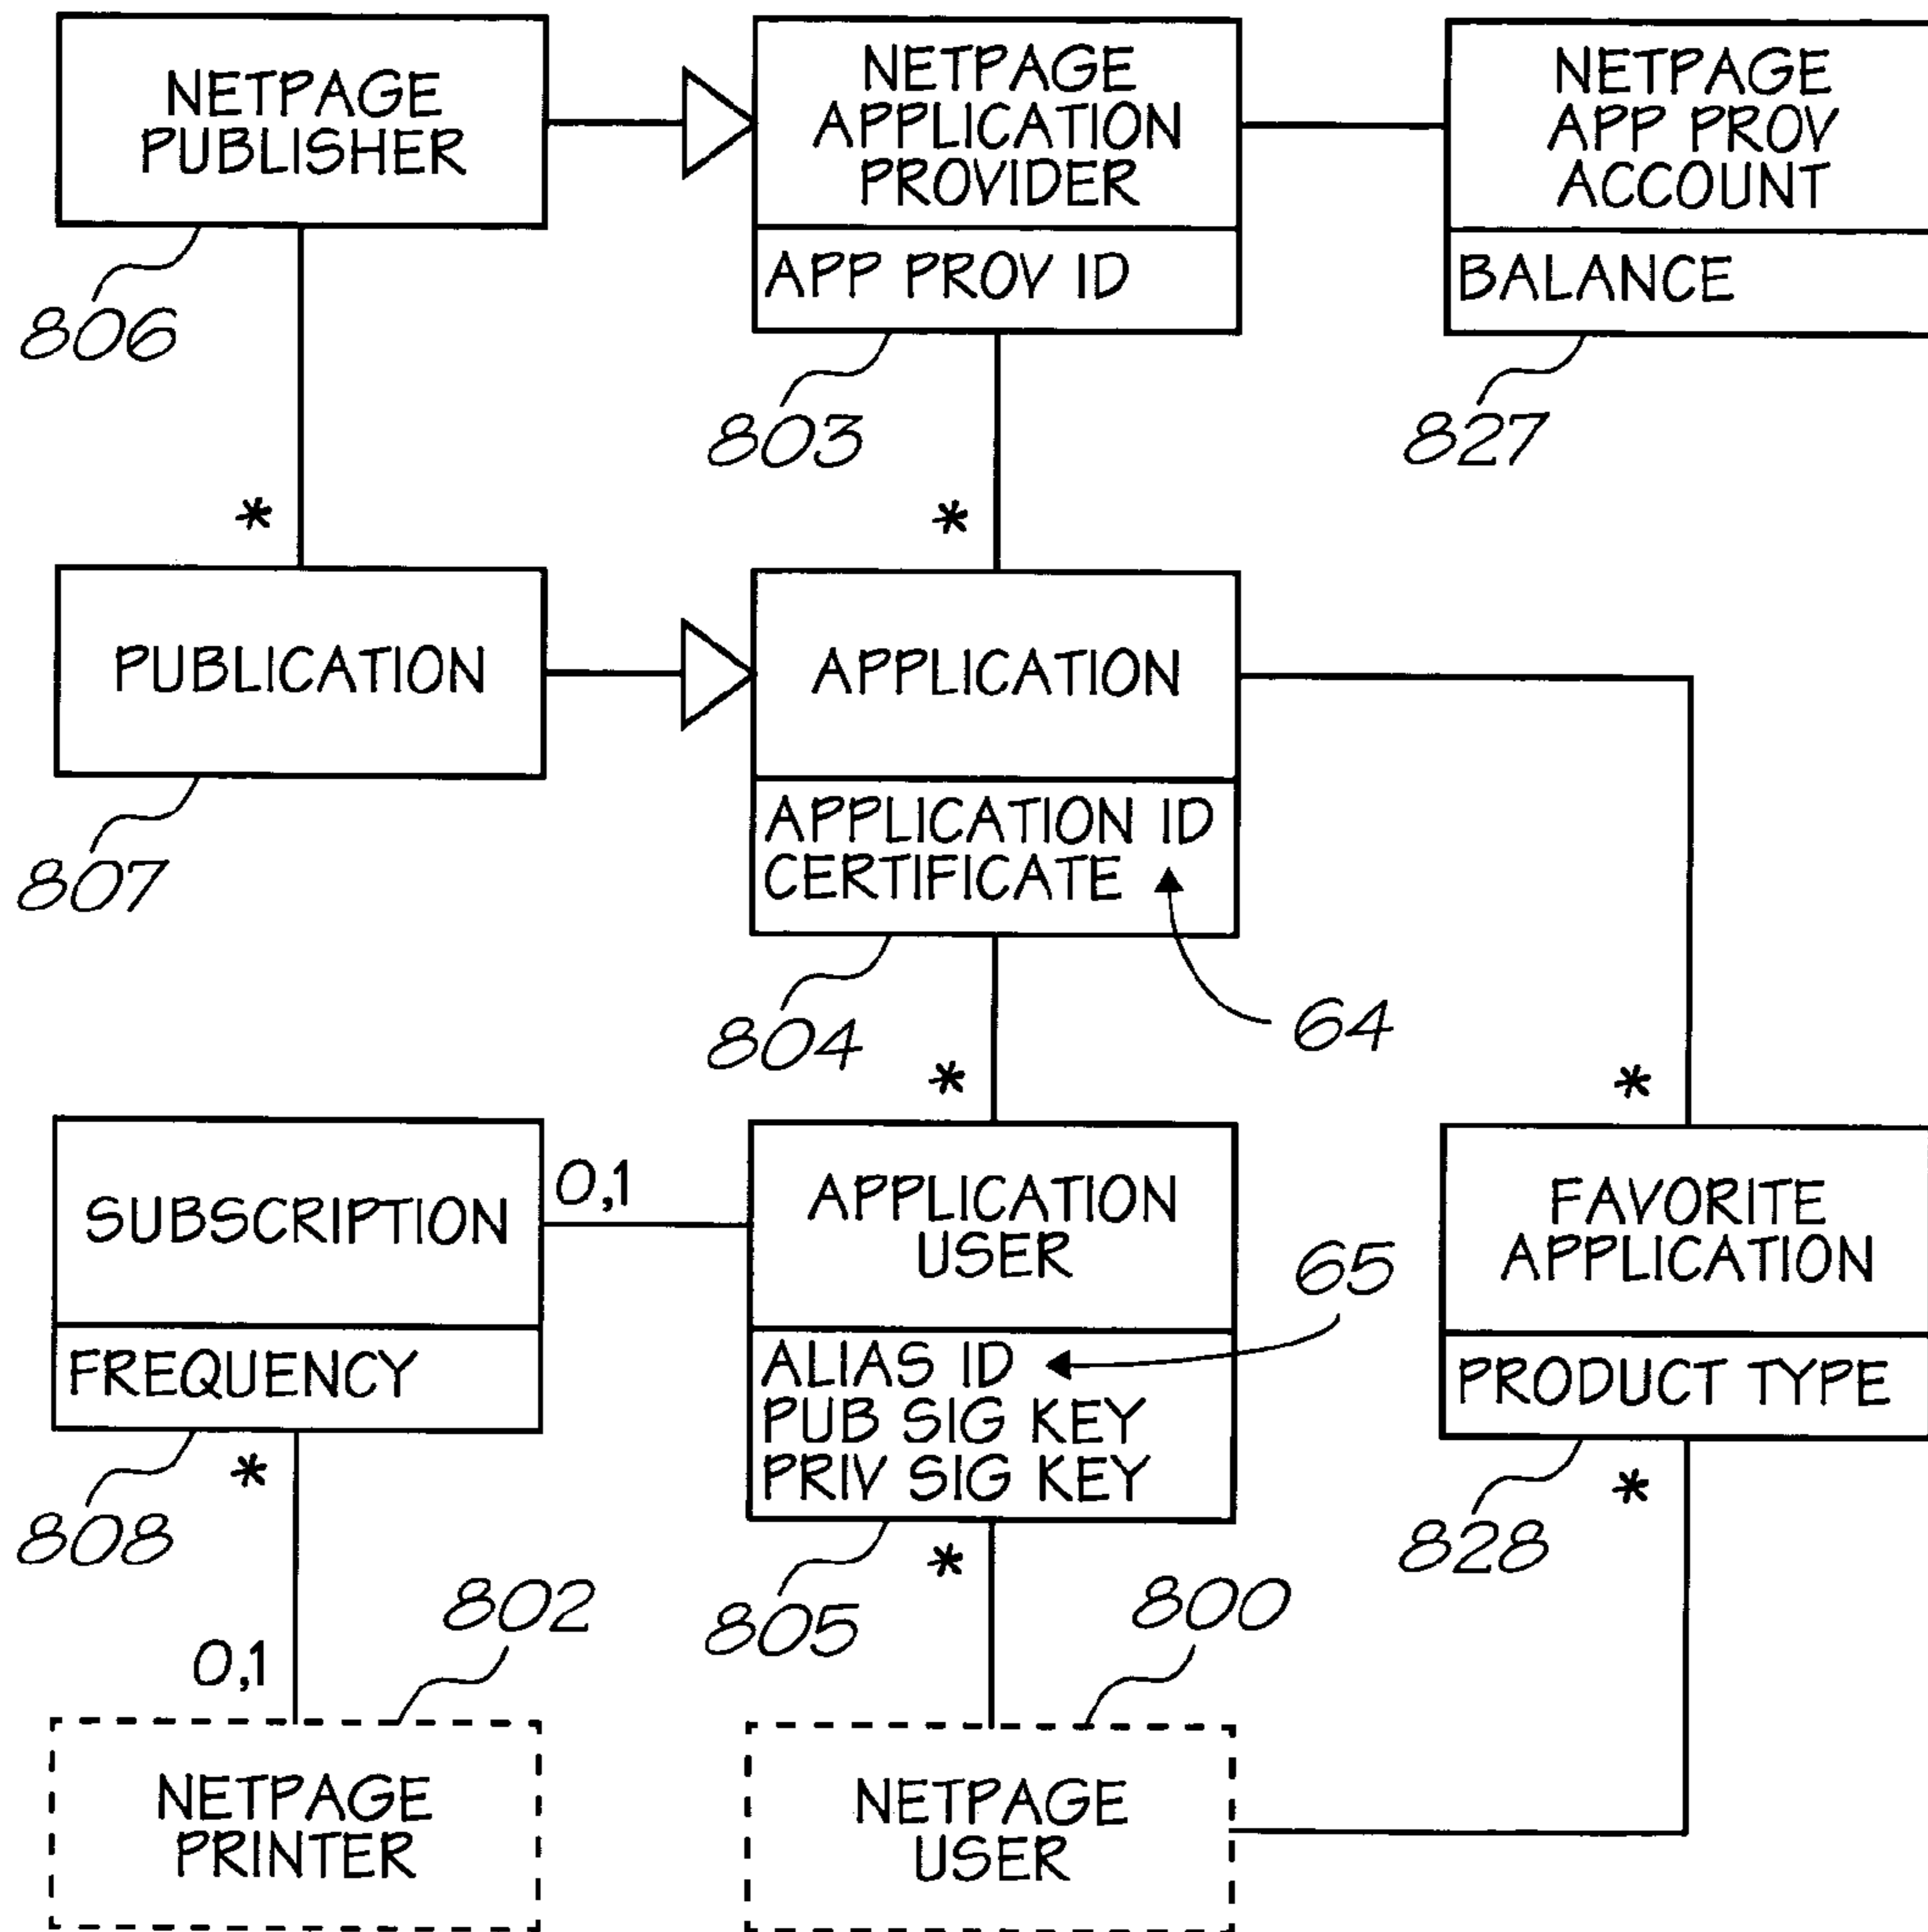 NETPAGE
PUBLISHER
NETPAGE
APPLICATION
PROVIDER
APP PROV ID
NETPAGE
APP PROV
ACCOUNT
BALANCE
806
803
827
*
*
PUBLICATION
APPLICATION
APPLICATION ID
CERTIFICATE
807
804
64
*
*
SUBSCRIPTION
FREQUENCY
0,1
APPLICATION
USER
ALIAS ID
PUB SIG KEY
PRIV SIG KEY
65
FAVORITE
APPLICATION
PRODUCT TYPE
808
*
802
0,1
805
*
800
828
*
NETPAGE
PRINTER
NETPAGE
USER